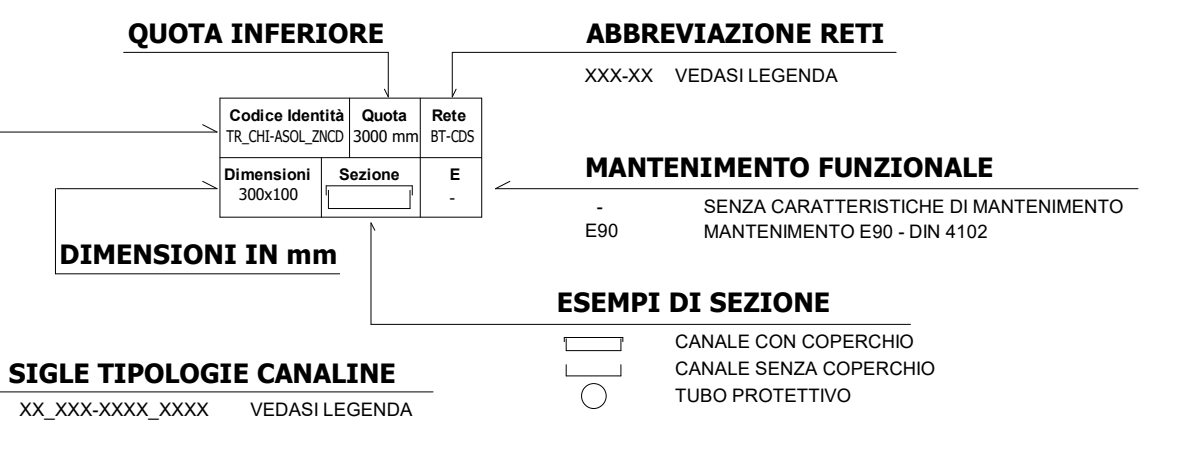 QUOTA INFERIORE
ABBREVIAZIONE RETI
XXX-XX VEDASI LEGENDA
Codice Identità Quota Rete
TR_CHI-ASOL_ZNCD 3000 mm BT-CDS
Dimensioni Sezione E
300x100 -
MANTENIMENTO FUNZIONALE
- SENZA CARATTERISTICHE DI MANTENIMENTO
E90 MANTENIMENTO E90 - DIN 4102
DIMENSIONI IN mm
ESEMPI DI SEZIONE
CANALE CON COPERCHIO
CANALE SENZA COPERCHIO
TUBO PROTETTIVO
SIGLE TIPOLOGIE CANALINE
XX_XXX-XXXX_XXXX VEDASI LEGENDA